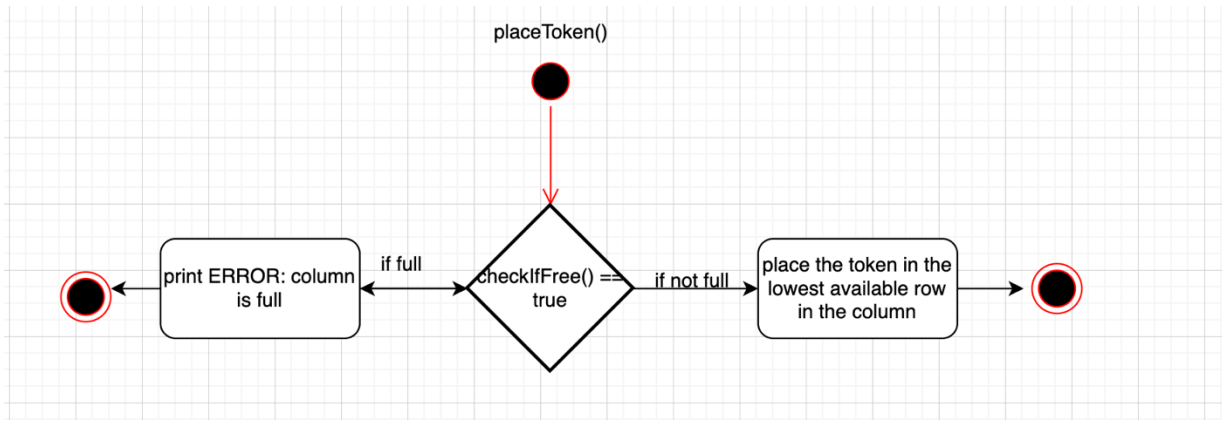 placeToken()
print ERROR: column
is full
if full
checkIfFree() ==
true
if not full
place the token in the
lowest available row
in the column